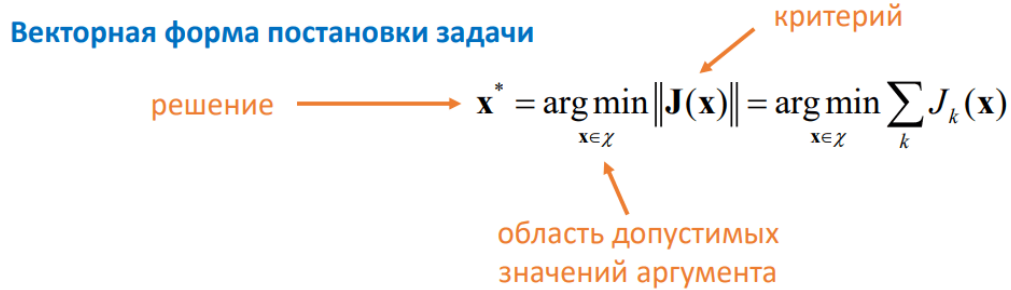 критерий
Векторная форма постановки задачи
решение
x* = arg min ‖J(x)‖ = arg min ∑ J_k(x)
x∈χ x∈χ k
область допустимых
значений аргумента